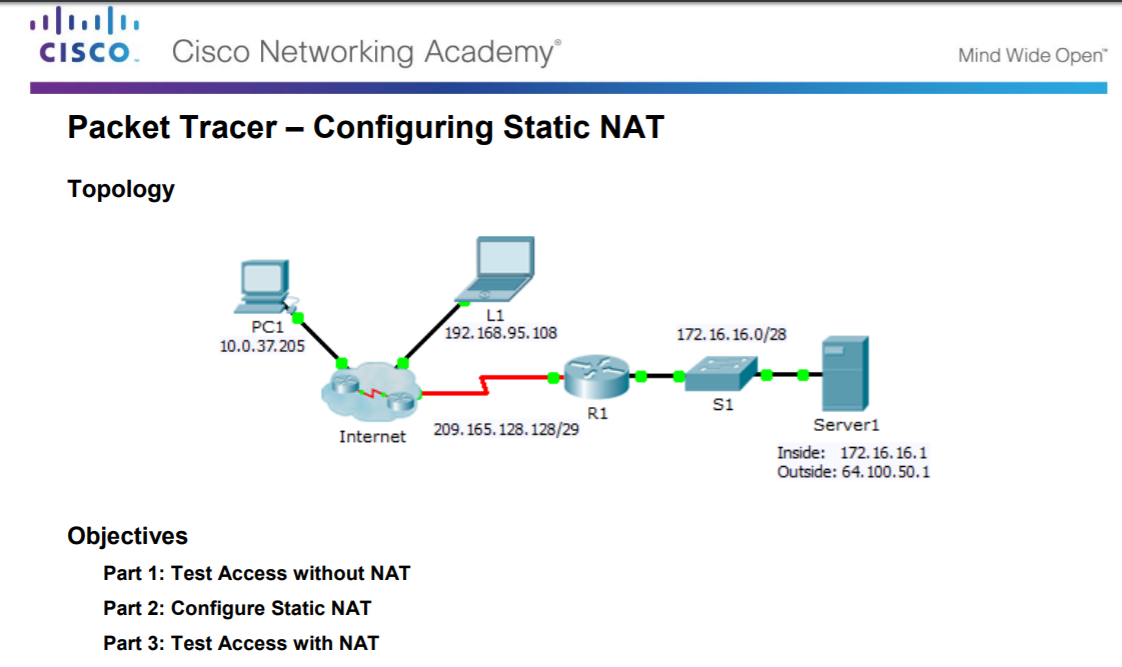 CISCO. Cisco Networking Academy® Mind Wide Open™
Packet Tracer – Configuring Static NAT
Topology
PC1
10.0.37.205
L1
192.168.95.108
Internet
209.165.128.128/29
R1
172.16.16.0/28
S1
Server1
Inside: 172.16.16.1
Outside: 64.100.50.1
Objectives
Part 1: Test Access without NAT
Part 2: Configure Static NAT
Part 3: Test Access with NAT